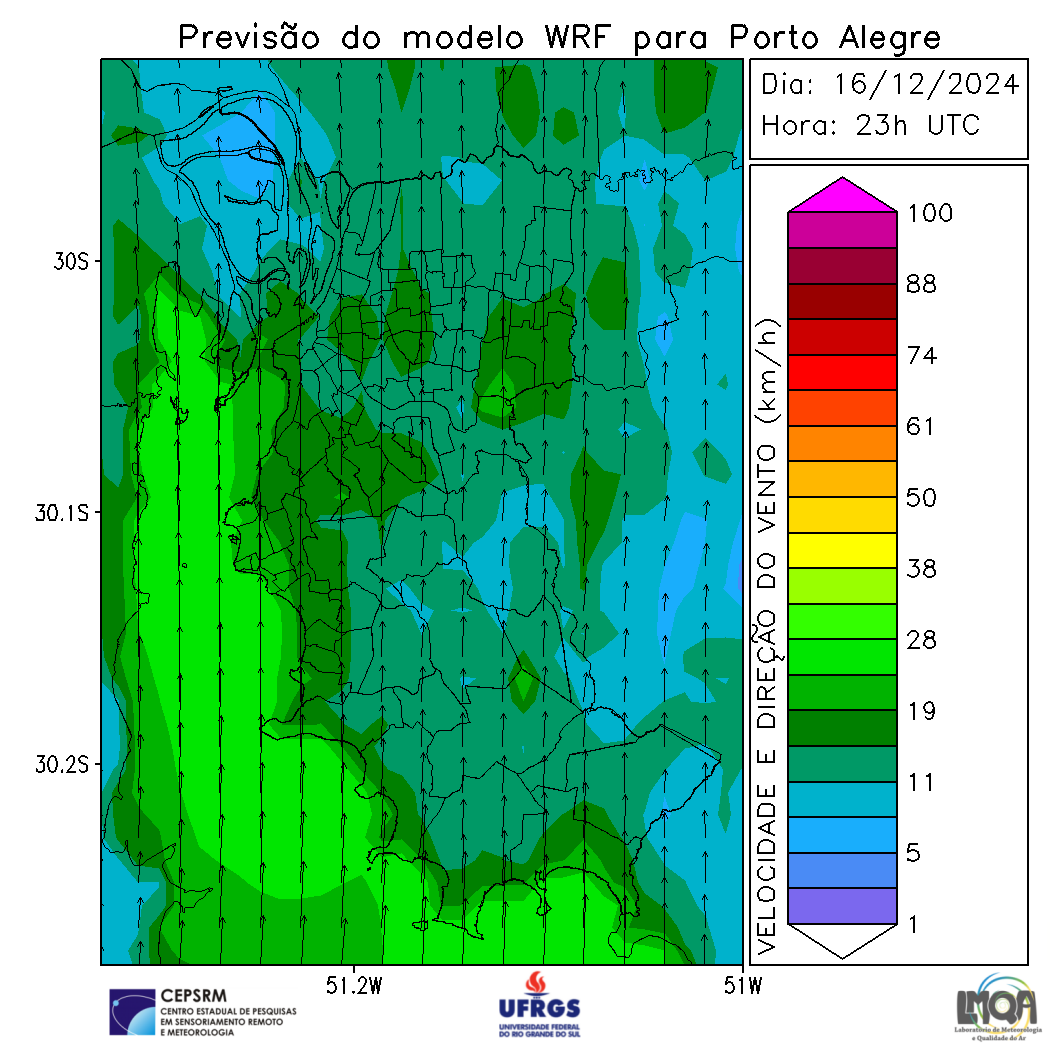 Previsão do modelo WRF para Porto Alegre
Dia: 16/12/2024
Hora: 23h UTC
30S
30.1S
30.2S
51.2W
51W
VELOCIDADE E DIREÇÃO DO VENTO (km/h)
100
88
74
61
50
38
28
19
11
5
1
CEPSRM
CENTRO ESTADUAL DE PESQUISAS
EM SENSORIAMENTO REMOTO
E METEOROLOGIA
UFRGS
UNIVERSIDADE FEDERAL
DO RIO GRANDE DO SUL
LMQA
Laboratório de Meteorologia
e Qualidade do Ar